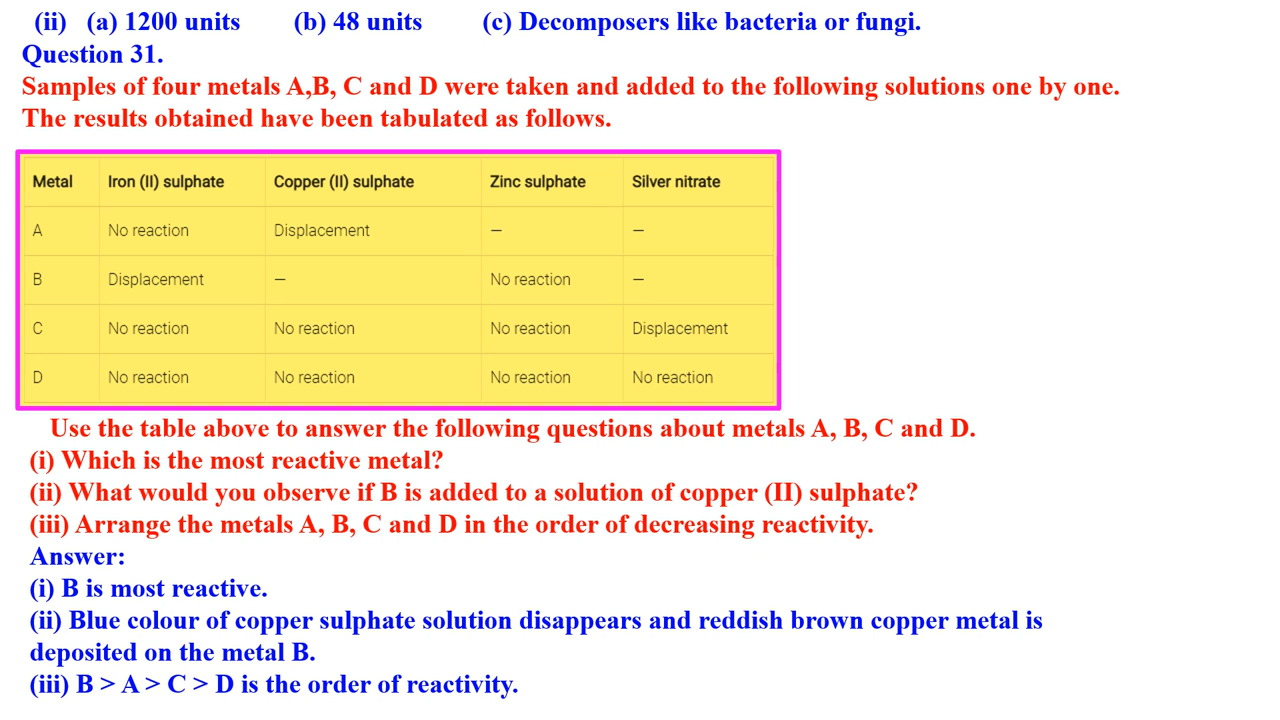 (ii) (a) 1200 units (b) 48 units (c) Decomposers like bacteria or fungi.
Question 31.
Samples of four metals A,B, C and D were taken and added to the following solutions one by one.
The results obtained have been tabulated as follows.
Metal Iron (II) sulphate Copper (II) sulphate Zinc sulphate Silver nitrate
A No reaction Displacement – –
B Displacement – No reaction –
C No reaction No reaction No reaction Displacement
D No reaction No reaction No reaction No reaction
Use the table above to answer the following questions about metals A, B, C and D.
(i) Which is the most reactive metal?
(ii) What would you observe if B is added to a solution of copper (II) sulphate?
(iii) Arrange the metals A, B, C and D in the order of decreasing reactivity.
Answer:
(i) B is most reactive.
(ii) Blue colour of copper sulphate solution disappears and reddish brown copper metal is
deposited on the metal B.
(iii) B > A > C > D is the order of reactivity.